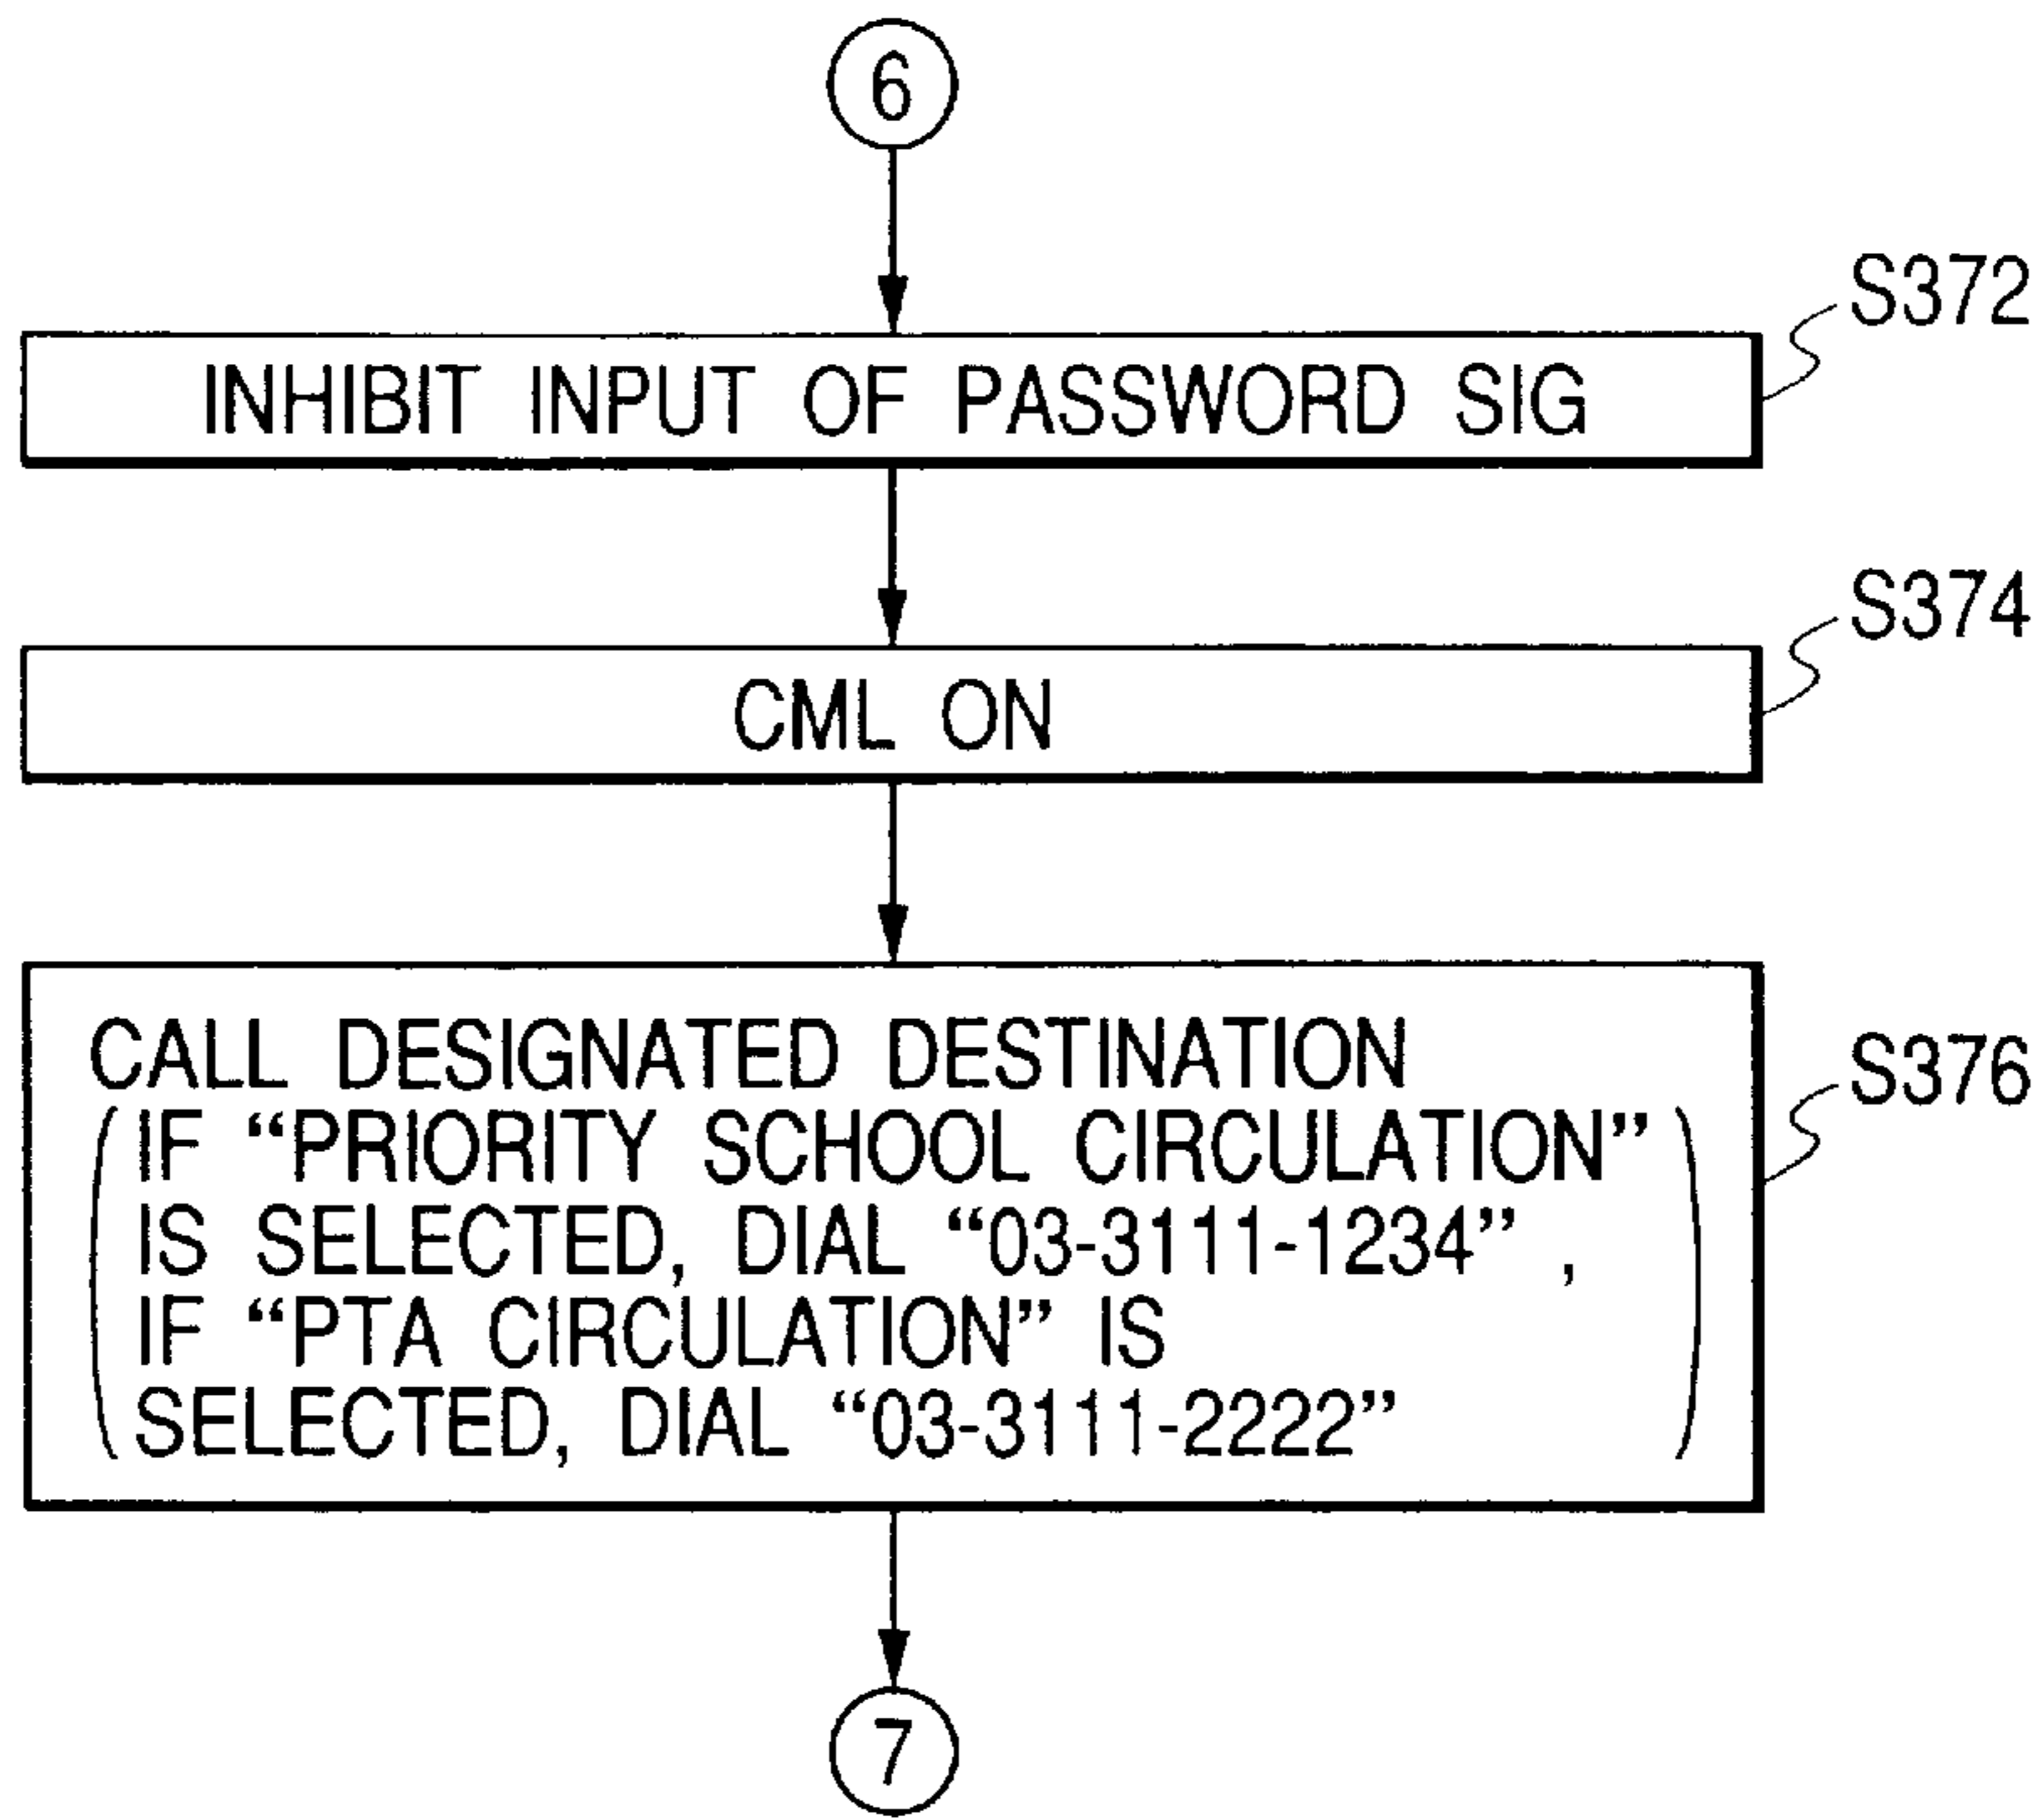 6
S372
INHIBIT INPUT OF PASSWORD SIG
S374
CML ON
S376
CALL DESIGNATED DESTINATION
IF “PRIORITY SCHOOL CIRCULATION”
IS SELECTED, DIAL “03-3111-1234” ,
IF “PTA CIRCULATION” IS
SELECTED, DIAL “03-3111-2222”
7